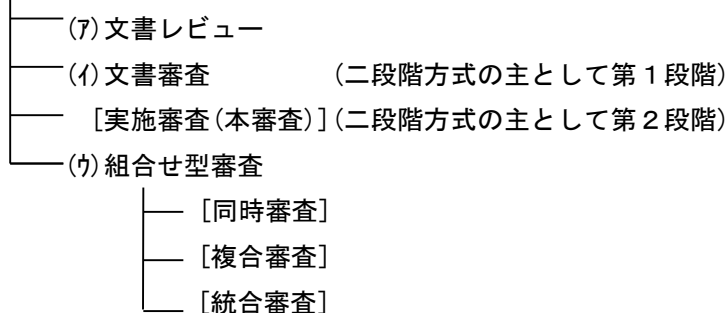 (ｱ)文書レビュー
(ｲ)文書審査 (二段階方式の主として第１段階)
[実施審査(本審査)](二段階方式の主として第２段階)
(ｳ)組合せ型審査
[同時審査]
[複合審査]
[統合審査]